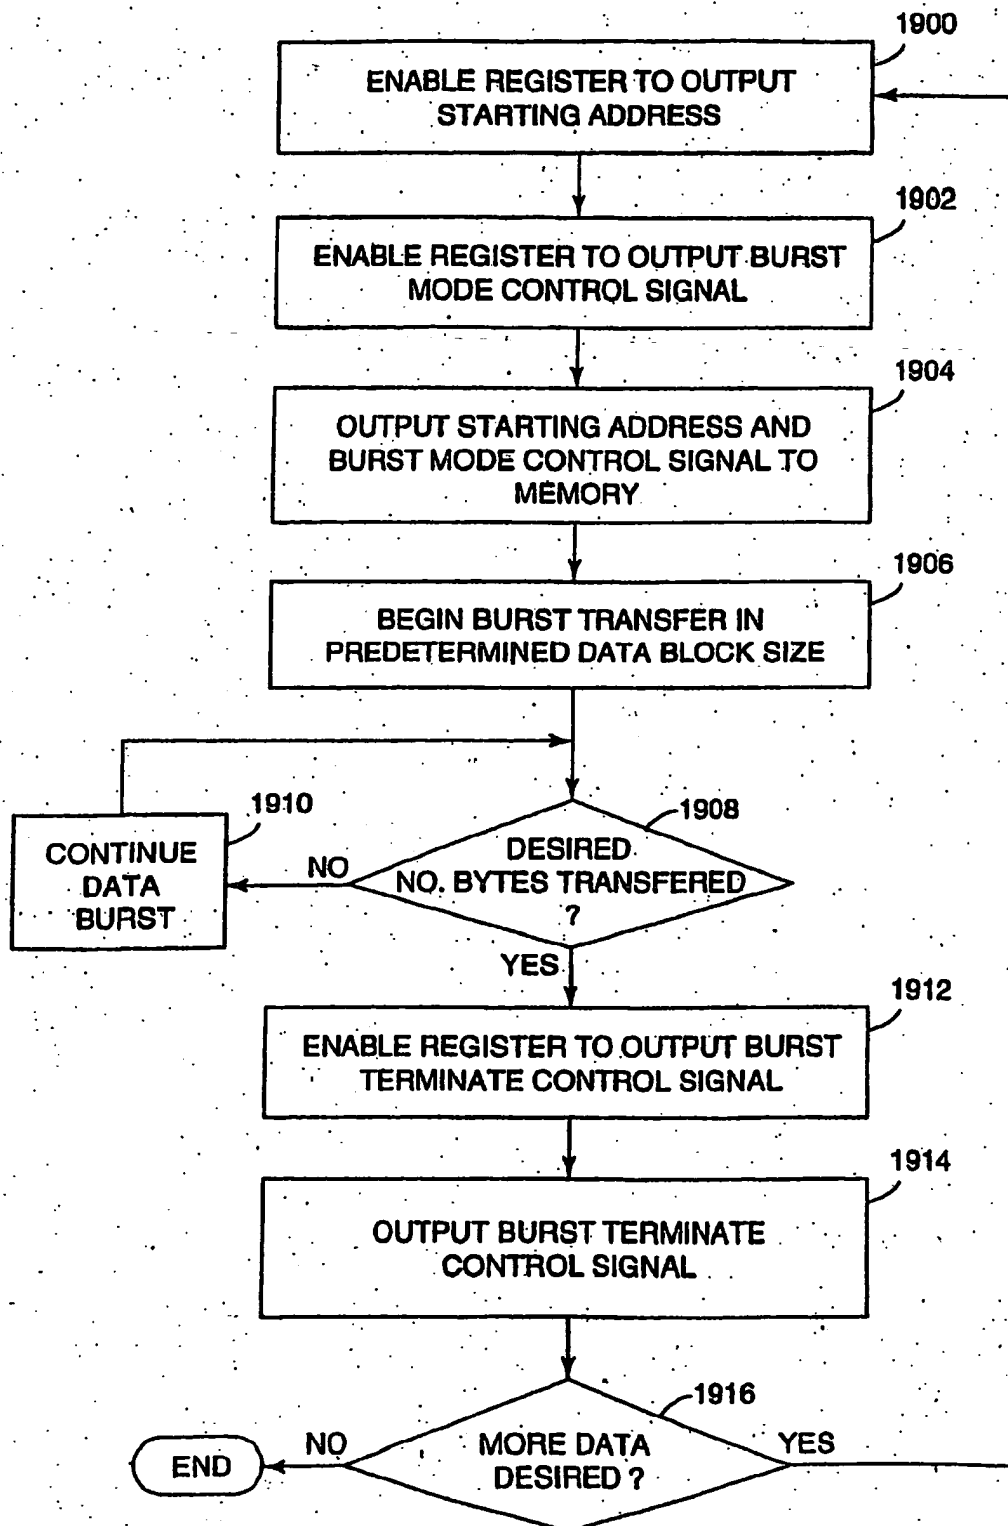 1900
ENABLE REGISTER TO OUTPUT
STARTING ADDRESS
1902
ENABLE REGISTER TO OUTPUT BURST
MODE CONTROL SIGNAL
1904
OUTPUT STARTING ADDRESS AND
BURST MODE CONTROL SIGNAL TO
MEMORY
1906
BEGIN BURST TRANSFER IN
PREDETERMINED DATA BLOCK SIZE
1910
CONTINUE
DATA
BURST
NO
1908
DESIRED
NO. BYTES TRANSFERED
?
YES
1912
ENABLE REGISTER TO OUTPUT BURST
TERMINATE CONTROL SIGNAL
1914
OUTPUT BURST TERMINATE
CONTROL SIGNAL
1916
MORE DATA
DESIRED ?
NO
END
YES